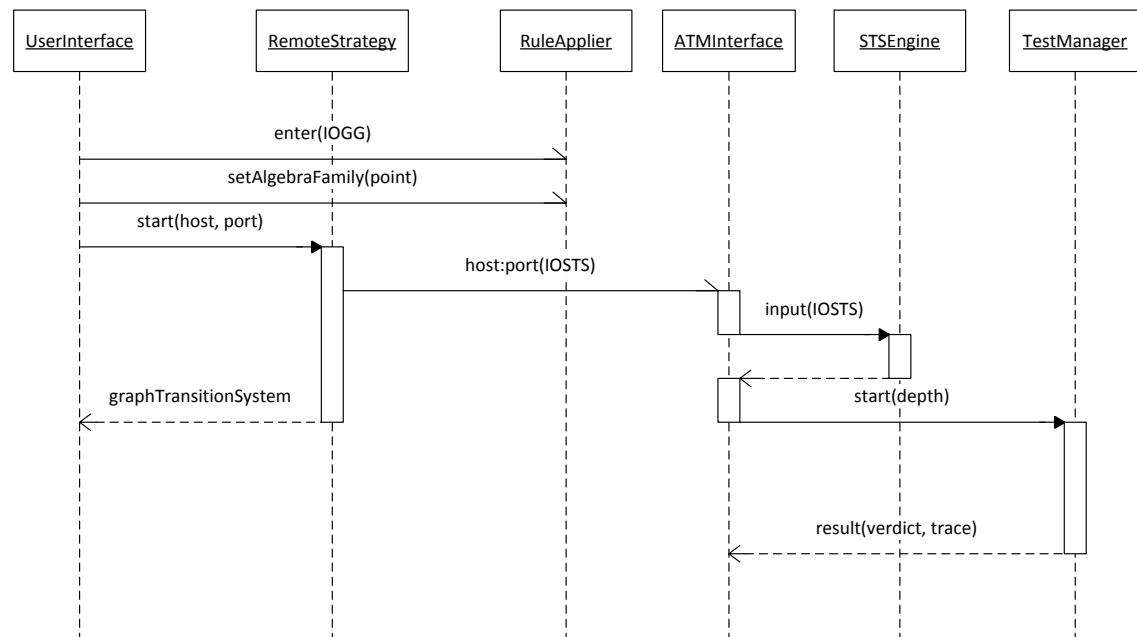 UserInterface
RemoteStrategy
RuleApplier
ATMInterface
STSEngine
TestManager
enter(IOGG)
setAlgebraFamily(point)
start(host, port)
host:port(IOSTS)
input(IOSTS)
graphTransitionSystem
start(depth)
result(verdict, trace)